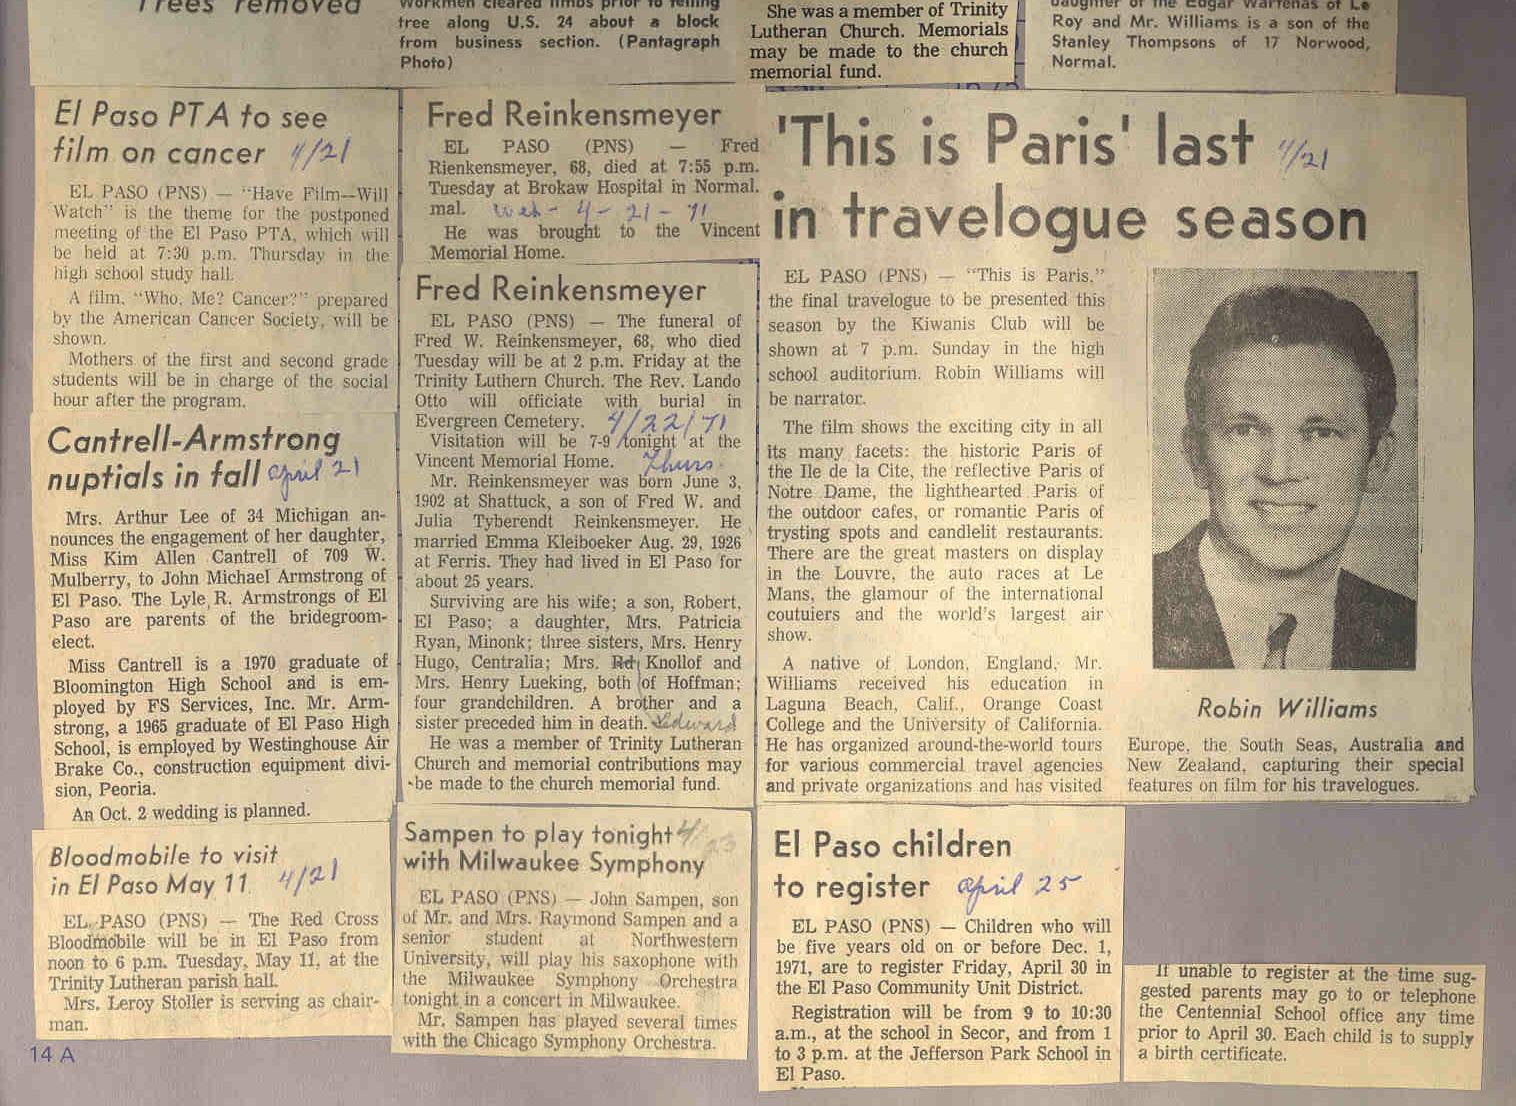 Trees removed
Workmen cleared limbs prior to felling
tree along U.S. 24 about a block
from business section. (Pantagraph
Photo)
She was a member of Trinity
Lutheran Church. Memorials
may be made to the church
memorial fund.
daughter of the Edgar Warfenas of Le
Roy and Mr. Williams is a son of the
Stanley Thompsons of 17 Norwood,
Normal.
El Paso PTA to see
film on cancer 4/21
EL PASO (PNS) — "Have Film—Will
Watch" is the theme for the postponed
meeting of the El Paso PTA, which will
be held at 7:30 p.m. Thursday in the
high school study hall.
A film, "Who, Me? Cancer?" prepared
by the American Cancer Society, will be
shown.
Mothers of the first and second grade
students will be in charge of the social
hour after the program.
Cantrell-Armstrong
nuptials in fall april 21
Mrs. Arthur Lee of 34 Michigan an-
nounces the engagement of her daughter,
Miss Kim Allen Cantrell of 709 W.
Mulberry, to John Michael Armstrong of
El Paso. The Lyle R. Armstrongs of El
Paso are parents of the bridegroom-
elect.
Miss Cantrell is a 1970 graduate of
Bloomington High School and is em-
ployed by FS Services, Inc. Mr. Arm-
strong, a 1965 graduate of El Paso High
School, is employed by Westinghouse Air
Brake Co., construction equipment divi-
sion, Peoria.
An Oct. 2 wedding is planned.
Bloodmobile to visit
in El Paso May 11 4/21
EL PASO (PNS) — The Red Cross
Bloodmobile will be in El Paso from
noon to 6 p.m. Tuesday, May 11, at the
Trinity Lutheran parish hall.
Mrs. Leroy Stoller is serving as chair-
man.
14 A
Fred Reinkensmeyer
EL PASO (PNS) — Fred
Rienkensmeyer, 68, died at 7:55 p.m.
Tuesday at Brokaw Hospital in Normal.
mal. Wed- 4-21-71
He was brought to the Vincent
Memorial Home.
Fred Reinkensmeyer
EL PASO (PNS) — The funeral of
Fred W. Reinkensmeyer, 68, who died
Tuesday will be at 2 p.m. Friday at the
Trinity Luthern Church. The Rev. Lando
Otto will officiate with burial in
Evergreen Cemetery. 4/22/71
Visitation will be 7-9 tonight at the
Vincent Memorial Home. Thurs.
Mr. Reinkensmeyer was born June 3,
1902 at Shattuck, a son of Fred W. and
Julia Tyberendt Reinkensmeyer. He
married Emma Kleiboeker Aug. 29, 1926
at Ferris. They had lived in El Paso for
about 25 years.
Surviving are his wife; a son, Robert,
El Paso; a daughter, Mrs. Patricia
Ryan, Minonk; three sisters, Mrs. Henry
Hugo, Centralia; Mrs. Rd Knollof and
Mrs. Henry Lueking, both of Hoffman;
four grandchildren. A brother and a
sister preceded him in death. Edward
He was a member of Trinity Lutheran
Church and memorial contributions may
be made to the church memorial fund.
Sampen to play tonight 4/23
with Milwaukee Symphony
EL PASO (PNS) — John Sampen, son
of Mr. and Mrs. Raymond Sampen and a
senior student at Northwestern
University, will play his saxophone with
the Milwaukee Symphony Orchestra
tonight in a concert in Milwaukee.
Mr. Sampen has played several times
with the Chicago Symphony Orchestra.
'This is Paris' last 4/21
in travelogue season
EL PASO (PNS) — "This is Paris,"
the final travelogue to be presented this
season by the Kiwanis Club will be
shown at 7 p.m. Sunday in the high
school auditorium. Robin Williams will
be narrator.
The film shows the exciting city in all
its many facets: the historic Paris of
the Ile de la Cite, the reflective Paris of
Notre Dame, the lighthearted Paris of
the outdoor cafes, or romantic Paris of
trysting spots and candlelit restaurants.
There are the great masters on display
in the Louvre, the auto races at Le
Mans, the glamour of the international
coutuiers and the world's largest air
show.
A native of London, England, Mr.
Williams received his education in
Laguna Beach, Calif., Orange Coast
College and the University of California.
He has organized around-the-world tours
for various commercial travel agencies
and private organizations and has visited
Robin Williams
Europe, the South Seas, Australia and
New Zealand, capturing their special
features on film for his travelogues.
El Paso children
to register april 25
EL PASO (PNS) — Children who will
be five years old on or before Dec. 1,
1971, are to register Friday, April 30 in
the El Paso Community Unit District.
Registration will be from 9 to 10:30
a.m., at the school in Secor, and from 1
to 3 p.m. at the Jefferson Park School in
El Paso.
If unable to register at the time sug-
gested parents may go to or telephone
the Centennial School office any time
prior to April 30. Each child is to supply
a birth certificate.